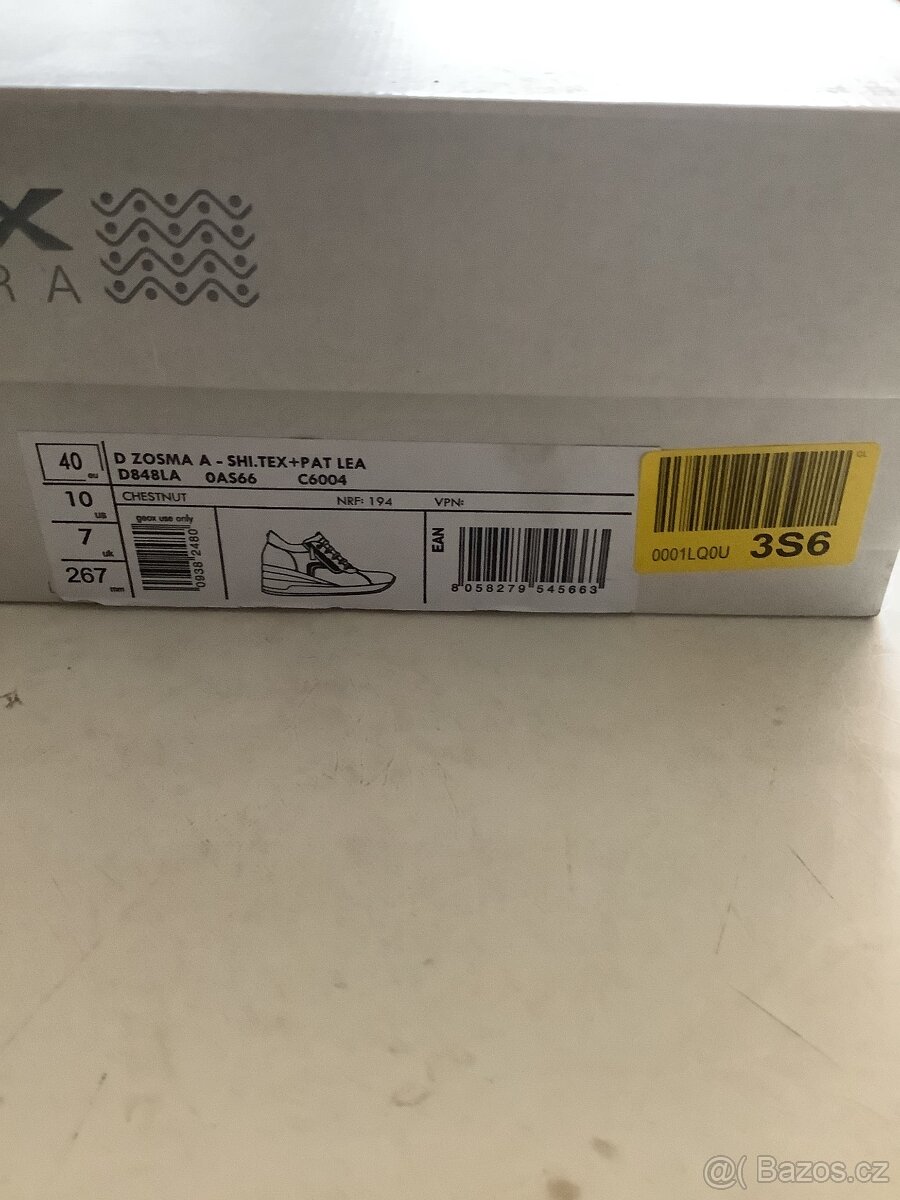 X
RA
40 eu
10 us
7 uk
267 mm
D ZOSMA A - SHI.TEX+PAT LEA
D848LA 0AS66 C6004
CHESTNUT NRF: 194 VPN:
geox use only
0938 2480
EAN
8 058279 545663
CL
0001LQ0U 3S6
@( Bazos.cz